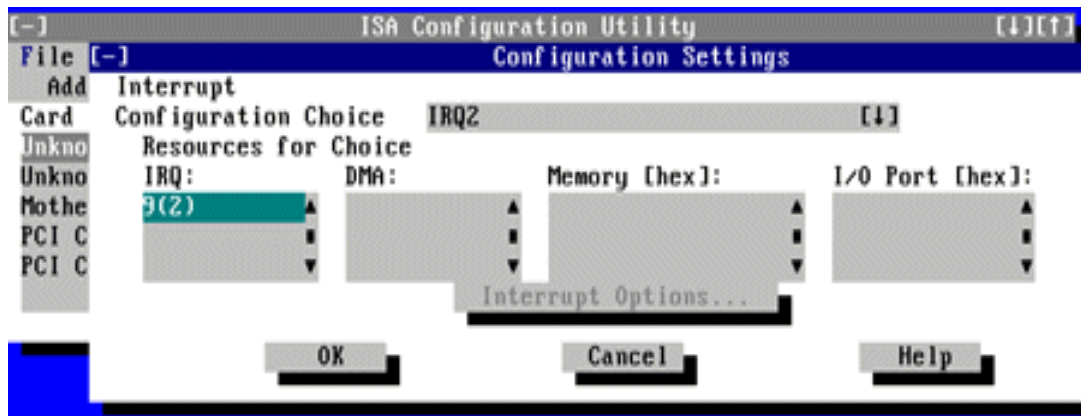 [-] ISA Configuration Utility [↓][↑]
File [-] Configuration Settings
Add Interrupt
Card Configuration Choice IRQ2 [↓]
Unkno Resources for Choice
Unkno IRQ: DMA: Memory [hex]: I/O Port [hex]:
Mothe 9(2)
PCI C
PCI C
Interrupt Options...
OK Cancel Help